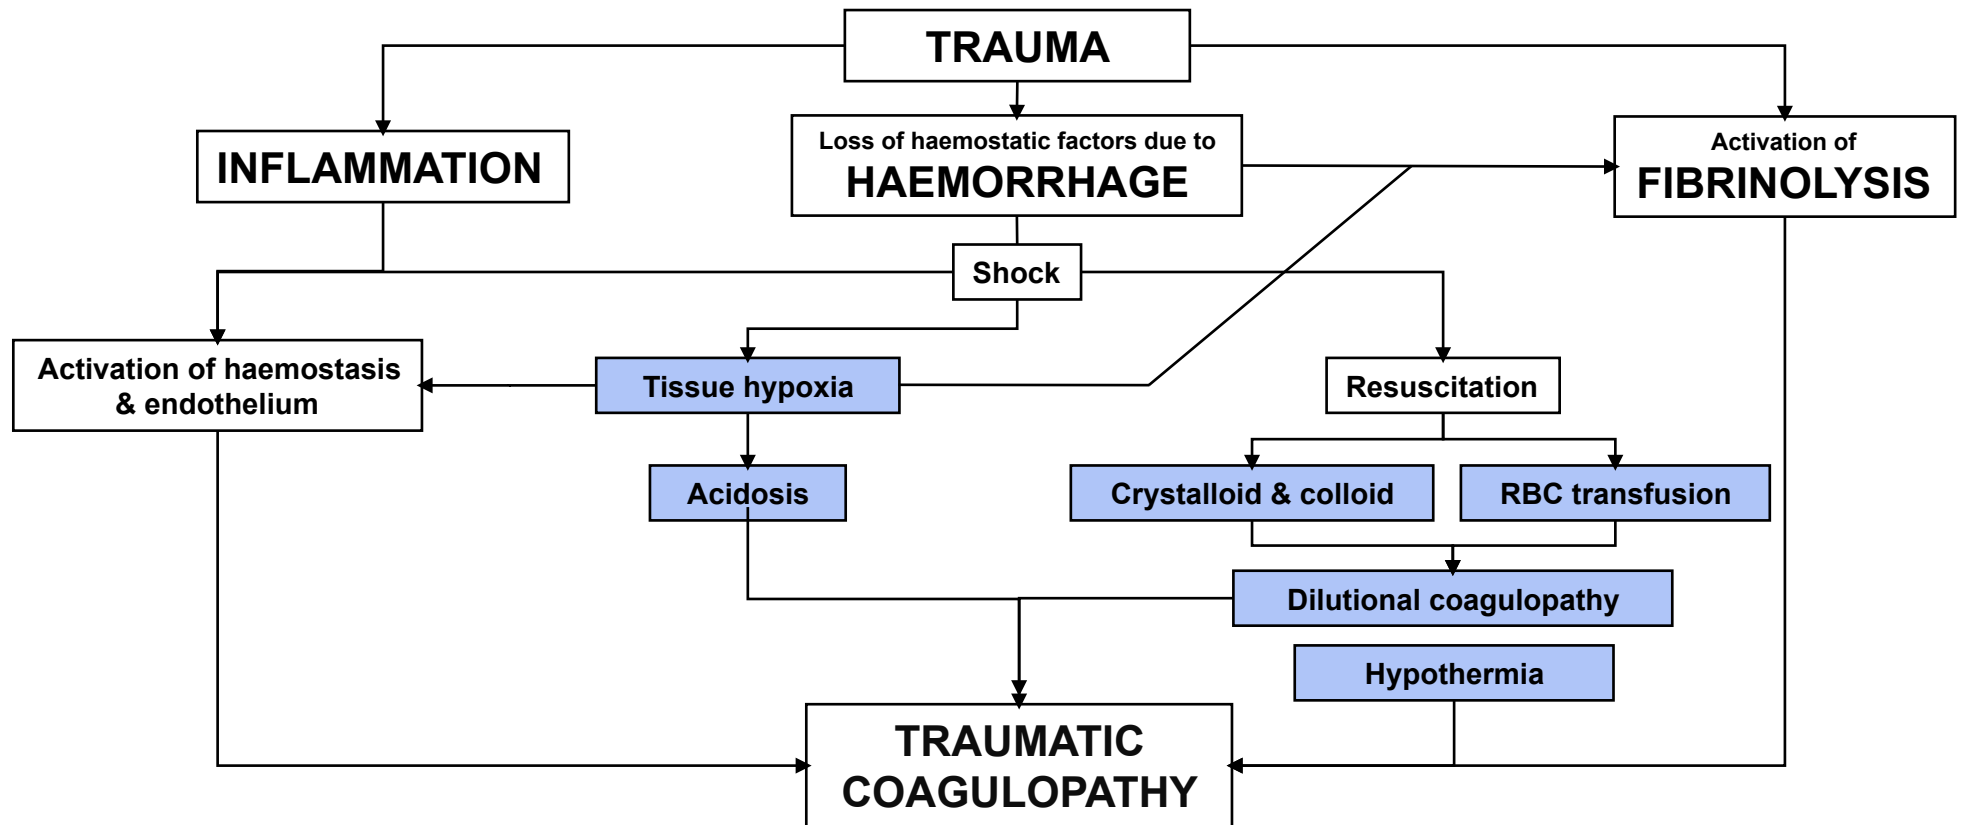 TRAUMA
INFLAMMATION
Loss of haemostatic factors due to
HAEMORRHAGE
Activation of
FIBRINOLYSIS
Shock
Activation of haemostasis
& endothelium
Tissue hypoxia
Resuscitation
Acidosis
Crystalloid & colloid
RBC transfusion
Dilutional coagulopathy
Hypothermia
TRAUMATIC
COAGULOPATHY